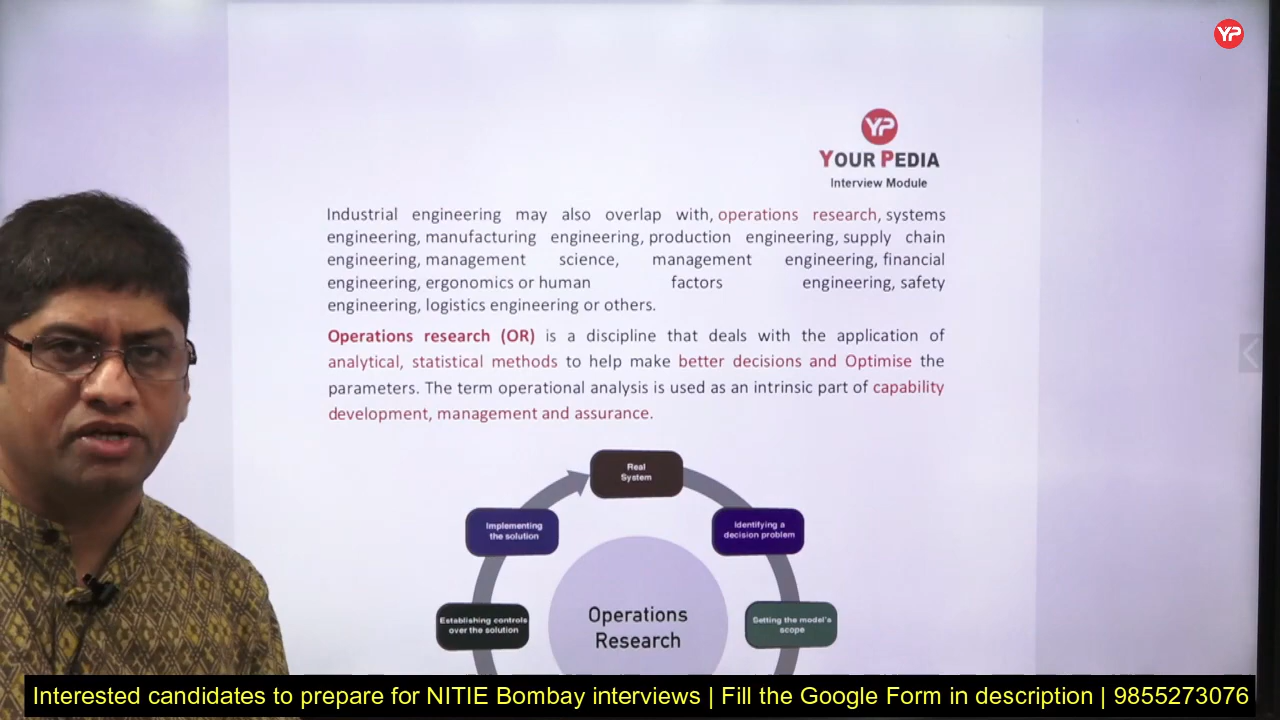 YP
YP
YOUR PEDIA
Interview Module
Industrial engineering may also overlap with, operations research, systems
engineering, manufacturing engineering, production engineering, supply chain
engineering, management science, management engineering, financial
engineering, ergonomics or human factors engineering, safety
engineering, logistics engineering or others.
Operations research (OR) is a discipline that deals with the application of
analytical, statistical methods to help make better decisions and Optimise the
parameters. The term operational analysis is used as an intrinsic part of capability
development, management and assurance.
Real
System
Implementing
the solution
Identifying a
decision problem
Establishing controls
over the solution
Operations
Research
Setting the model's
scope
Interested candidates to prepare for NITIE Bombay interviews | Fill the Google Form in description | 9855273076